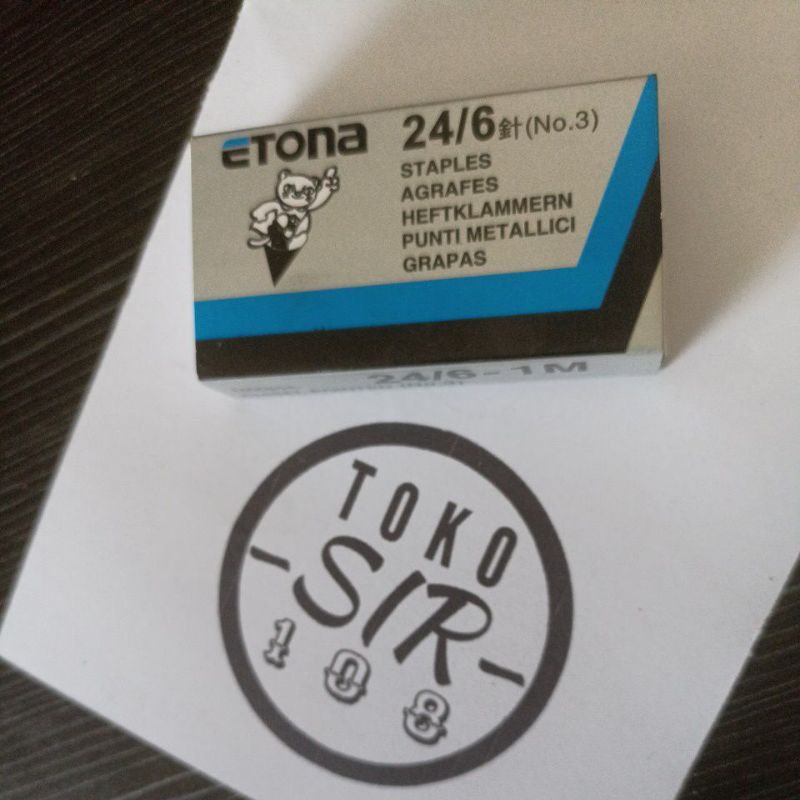 ETONA
24/6針(No.3)
STAPLES
AGRAFES
HEFTKLAMMERN
PUNTI METALLICI
GRAPAS
24/6-1M
TOKO
SIR
108